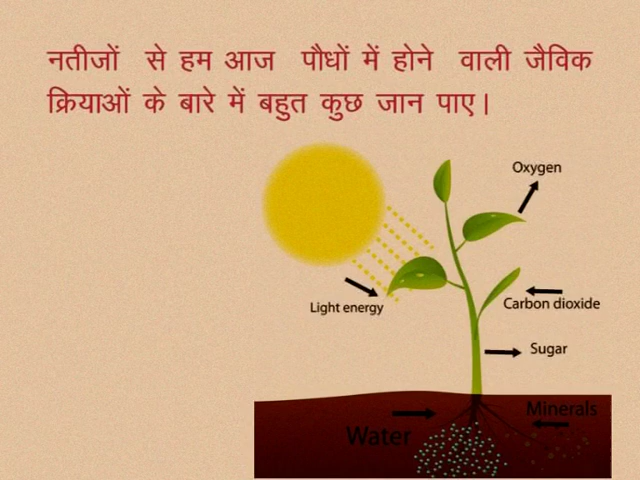 नतीजों से हम आज पौधों में होने वाली जैविक
क्रियाओं के बारे में बहुत कुछ जान पाए।
Oxygen
Light energy
Carbon dioxide
Sugar
Minerals
Water